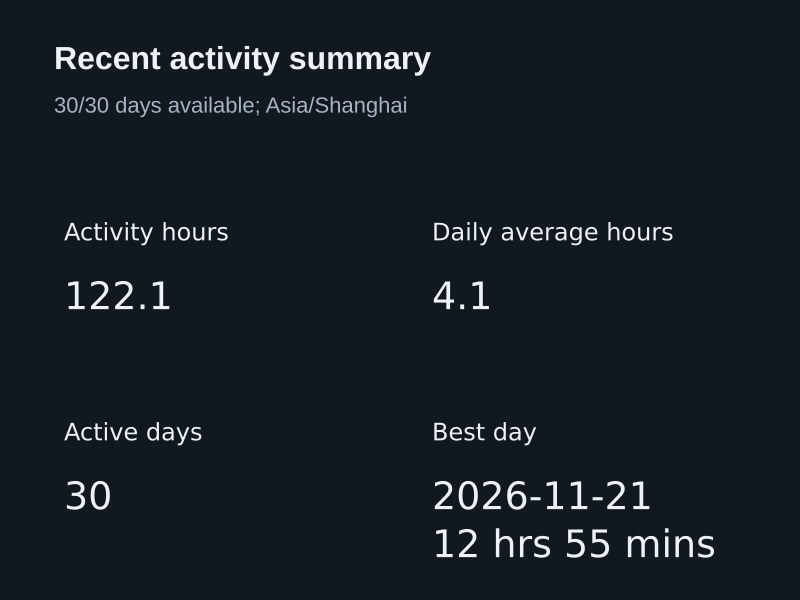 Recent activity summary
30/30 days available; Asia/Shanghai
Activity hours
122.1
Daily average hours
4.1
Active days
30
Best day
2026-11-21
12 hrs 55 mins